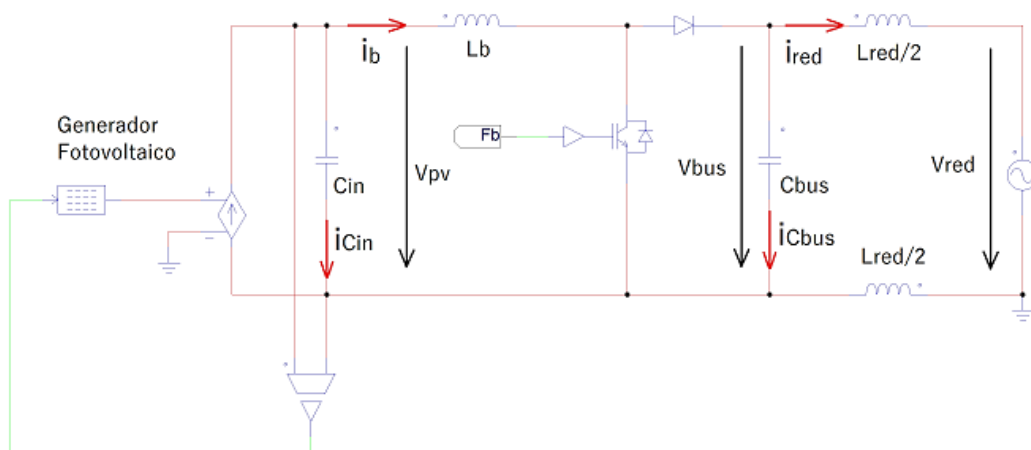 ib
Lb
ired
Lred/2
Generador
Fotovoltaico
Fb
Cin
Vpv
Vbus
Cbus
Vred
+
−
iCin
iCbus
Lred/2